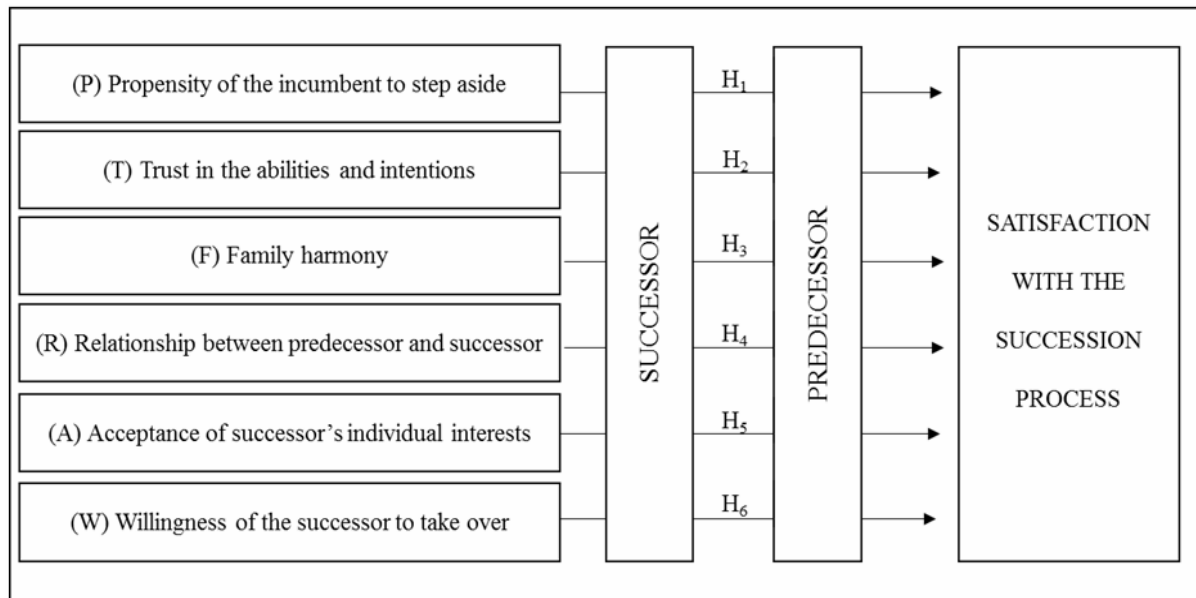 (P) Propensity of the incumbent to step aside
(T) Trust in the abilities and intentions
(F) Family harmony
(R) Relationship between predecessor and successor
(A) Acceptance of successor’s individual interests
(W) Willingness of the successor to take over
SUCCESSOR
H₁
H₂
H₃
H₄
H₅
H₆
PREDECESSOR
SATISFACTION
WITH THE
SUCCESSION
PROCESS